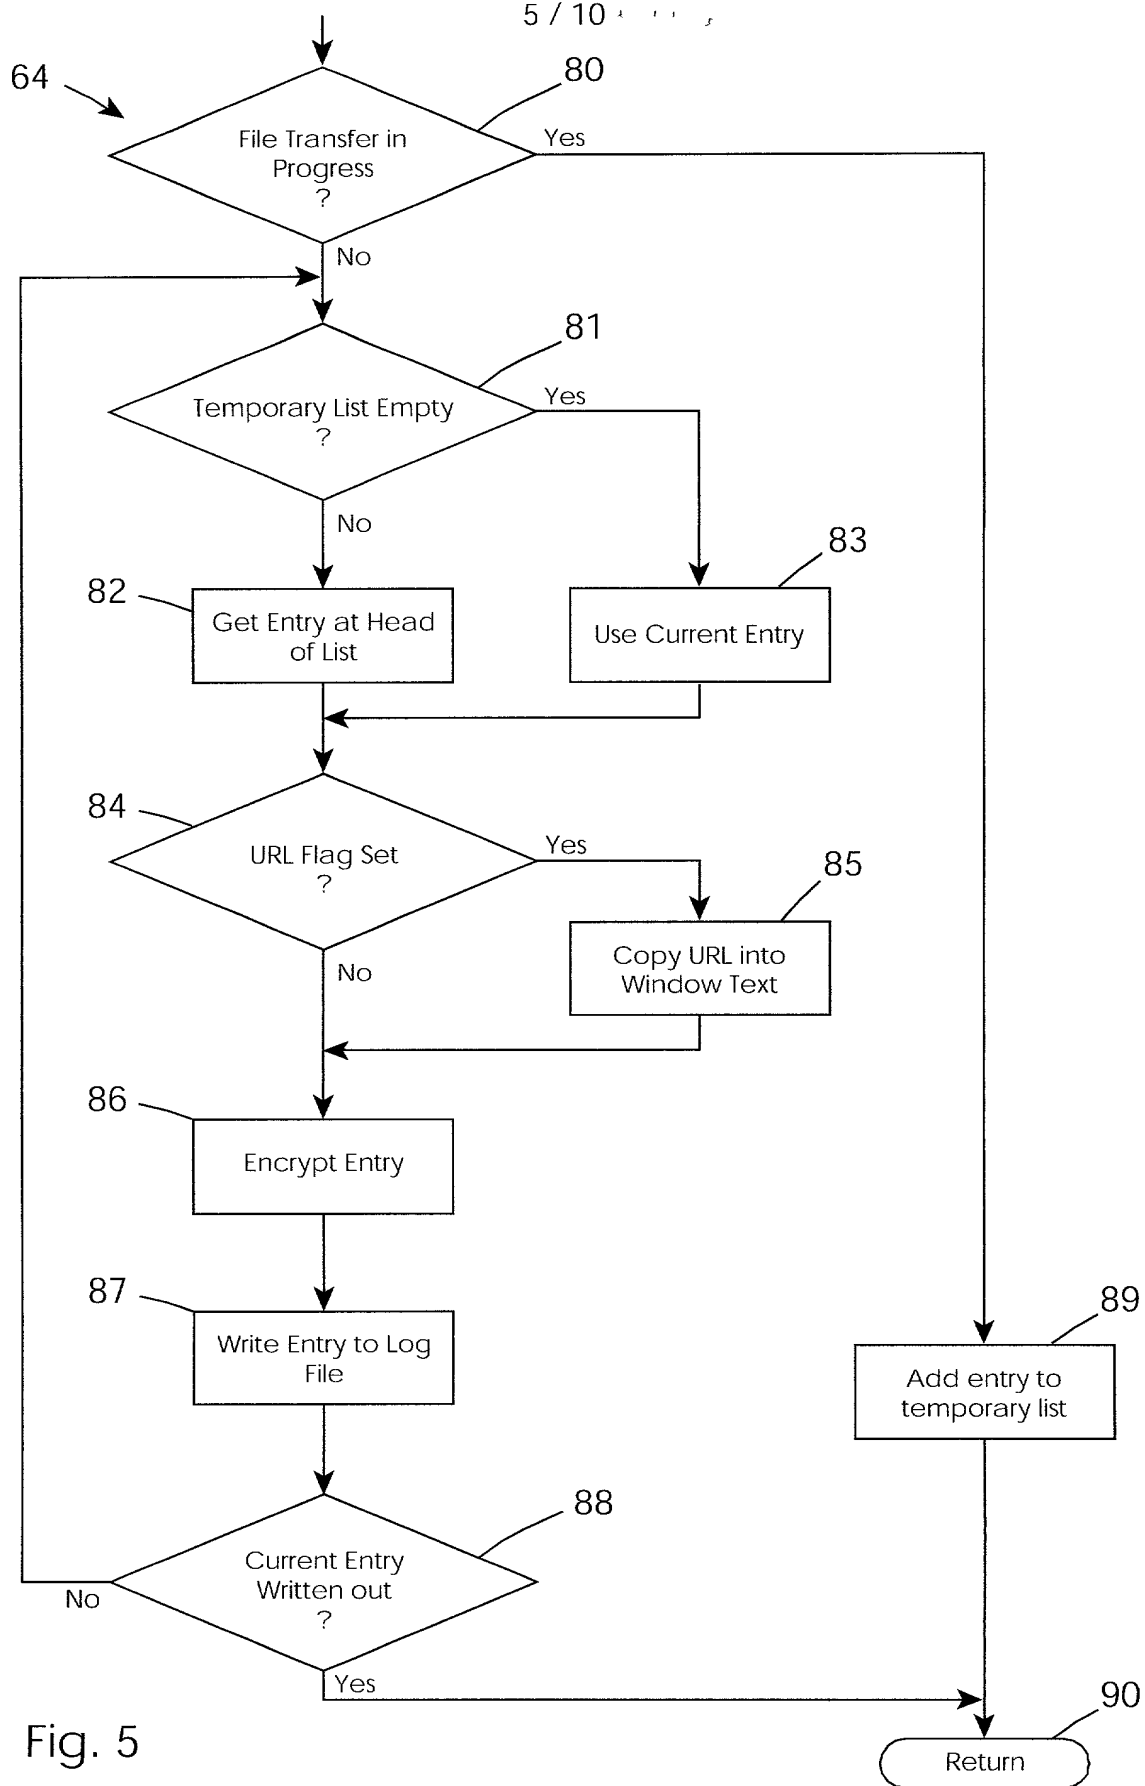 5 / 10
64
80
File Transfer in
Progress
?
Yes
No
81
Temporary List Empty
?
Yes
No
82
Get Entry at Head
of List
83
Use Current Entry
84
URL Flag Set
?
Yes
No
85
Copy URL into
Window Text
86
Encrypt Entry
87
Write Entry to Log
File
89
Add entry to
temporary list
88
Current Entry
Written out
?
No
Yes
90
Return
Fig. 5